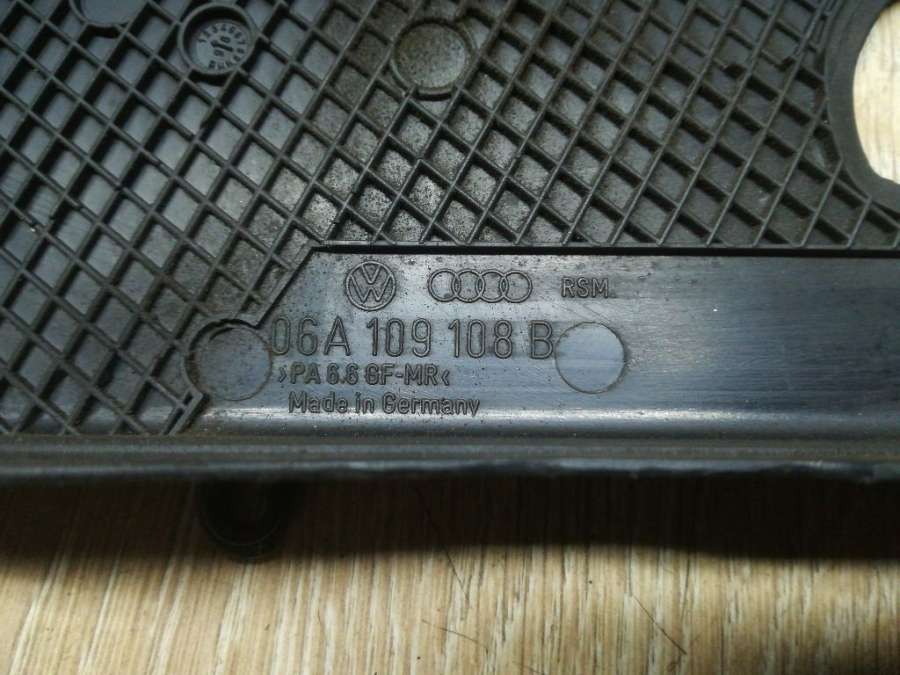 RSM
06A 109 108 B
>PA 6.6 GF-MR<
Made in Germany